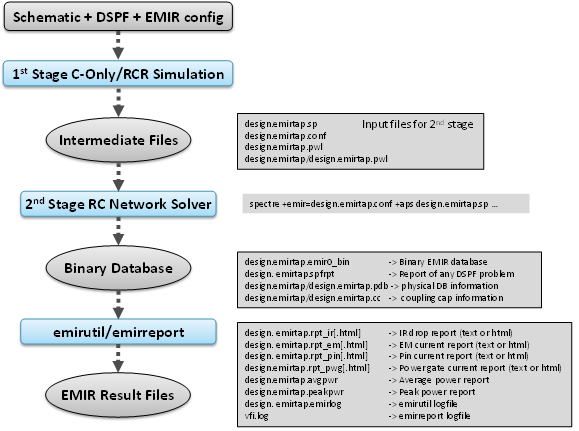 Schematic + DSPF + EMIR config
1st Stage C-Only/RCR Simulation
Intermediate Files
design.emirtap.sp Input files for 2nd stage
design.emirtap.conf
design.emirtap.pwl
design.emirtap/design.emirtap.pwl
2nd Stage RC Network Solver
spectre +emir=design.emirtap.conf +aps design.emirtap.sp ...
Binary Database
design.emirtap.emir0_bin -> Binary EMIR database
design. emirtap.spfrpt -> Report of any DSPF problem
design.emirtap/design.emirtap.pdb -> physical DB information
design.emirtap/design.emirtap.cc -> coupling cap information
emirutil/emirreport
design. emirtap.rpt_ir[.html] -> IR drop report (text or html)
design. emirtap.rpt_em[.html] -> EM current report (text or html)
design. emirtap.rpt_pin[.html] -> Pin current report (text or html)
design.emirtap.rpt_pwg[.html] -> Powergate current report (text or html)
design.emirtap.avgpwr -> Average power report
design.emirtap.peakpwr -> Peak power report
design. emirtap.emirlog -> emirutil logfile
vfi.log -> emirreport logfile
EMIR Result Files